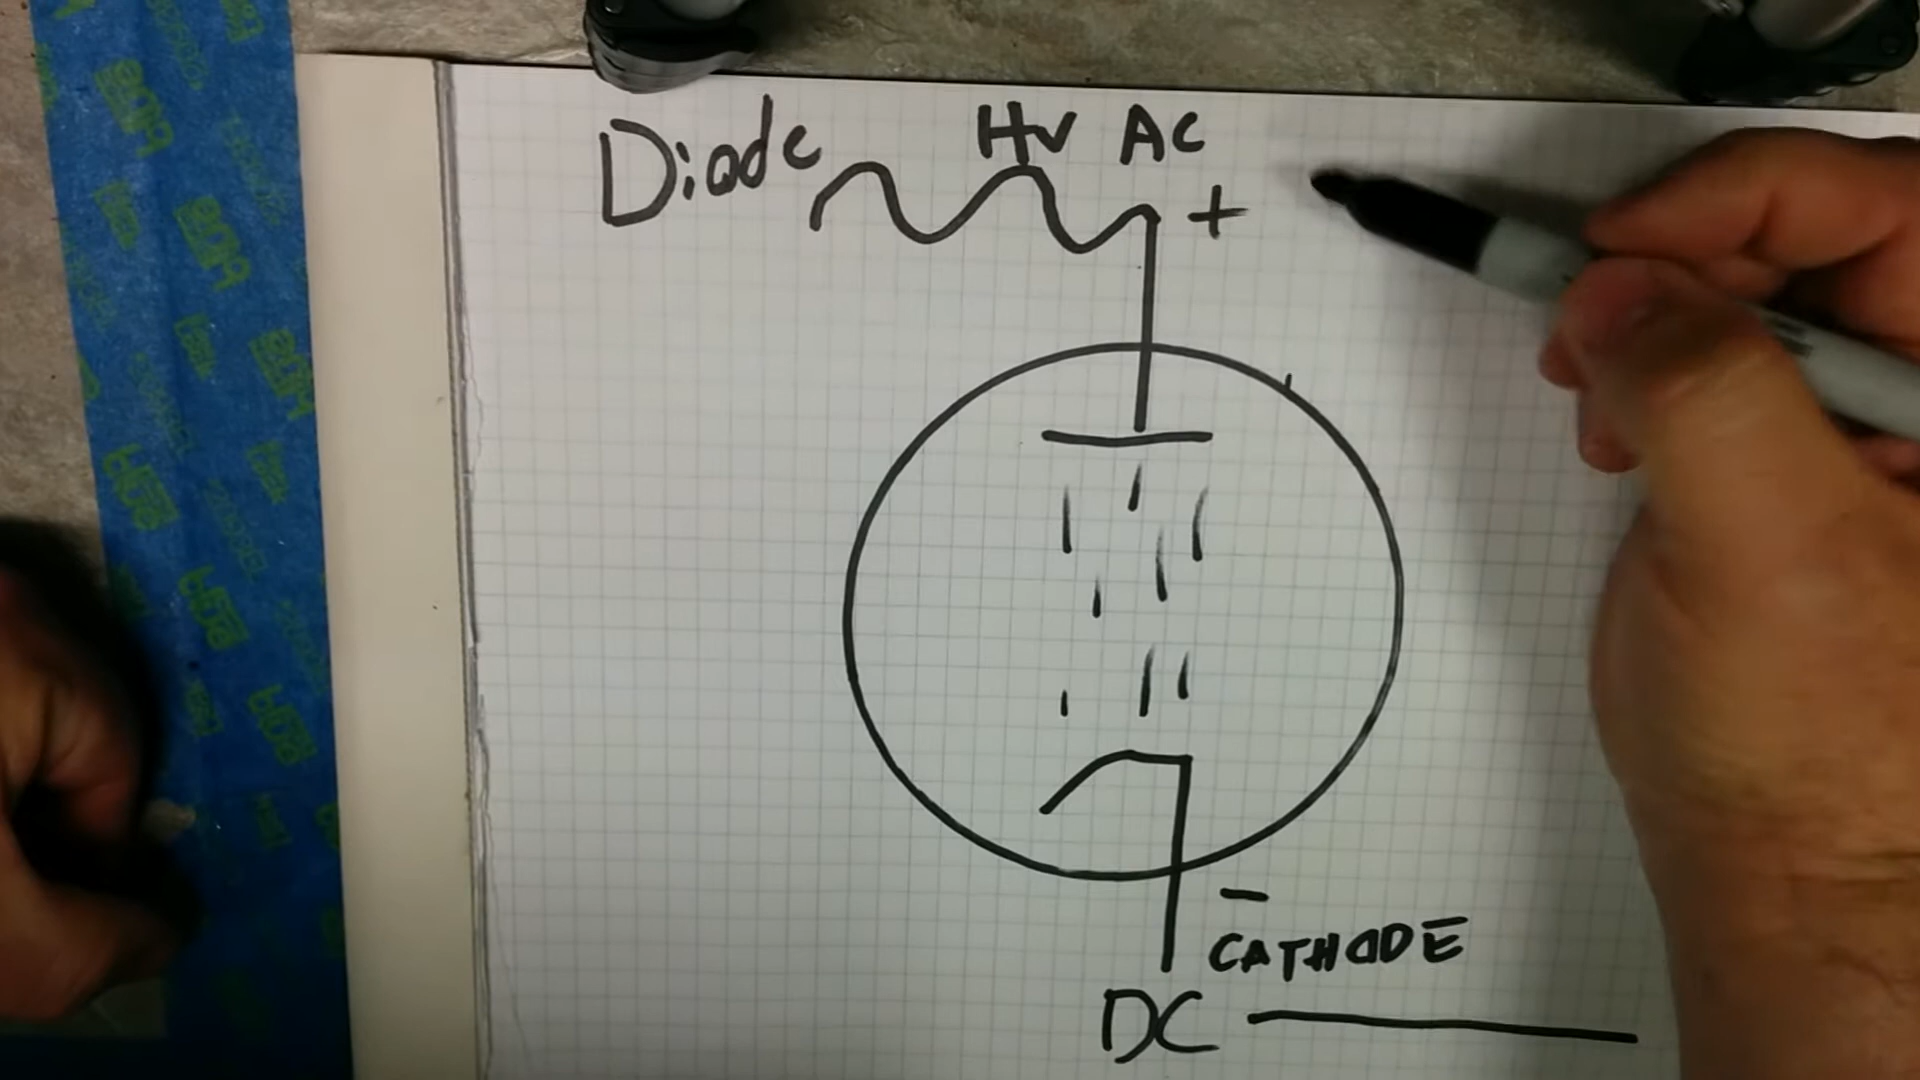 Diode
HV AC
+
-
CATHODE
DC